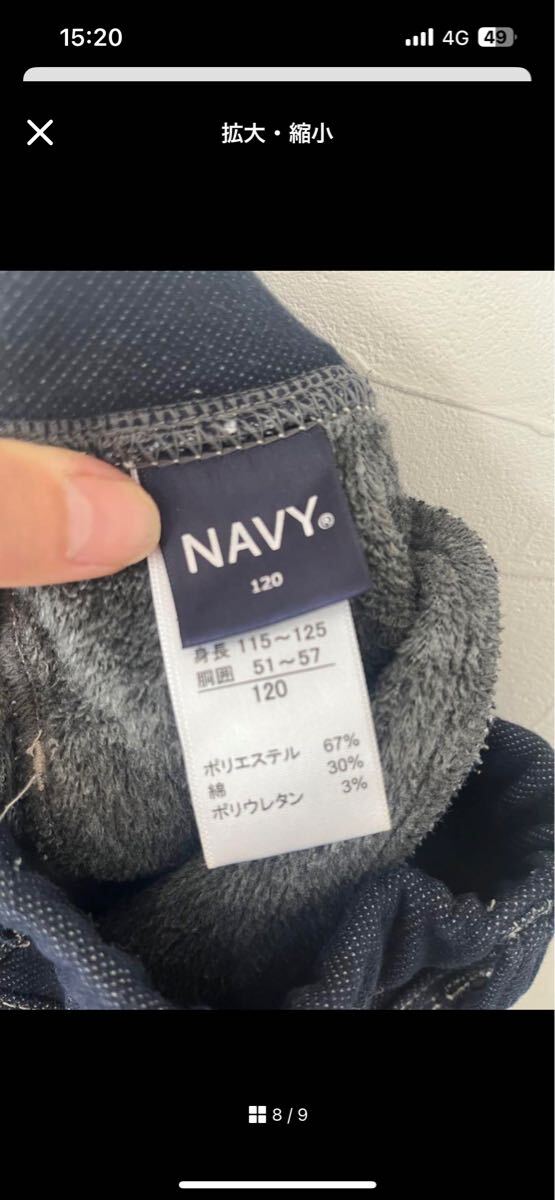 15:20
4G 49
拡大・縮小
NAVY®
120
身長 115〜125
胴囲 51〜57
120
ポリエステル 67%
綿 30%
ポリウレタン 3%
8 / 9